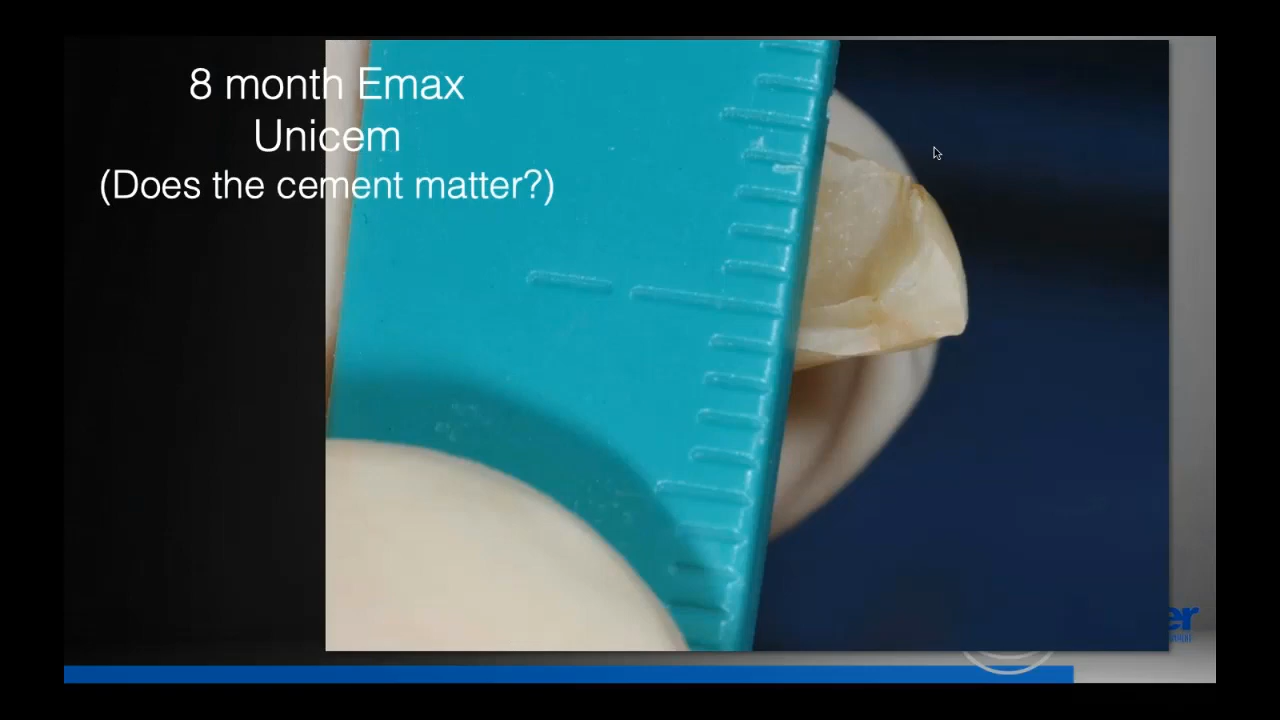 8 month Emax
Unicem
(Does the cement matter?)